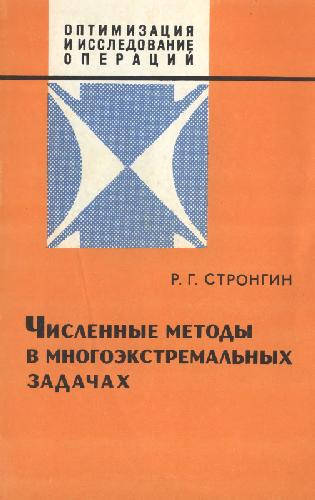 ОПТИМИЗАЦИЯ
И ИССЛЕДОВАНИЕ
ОПЕРАЦИЙ
Р. Г. СТРОНГИН
ЧИСЛЕННЫЕ МЕТОДЫ
В МНОГОЭКСТРЕМАЛЬНЫХ
ЗАДАЧАХ